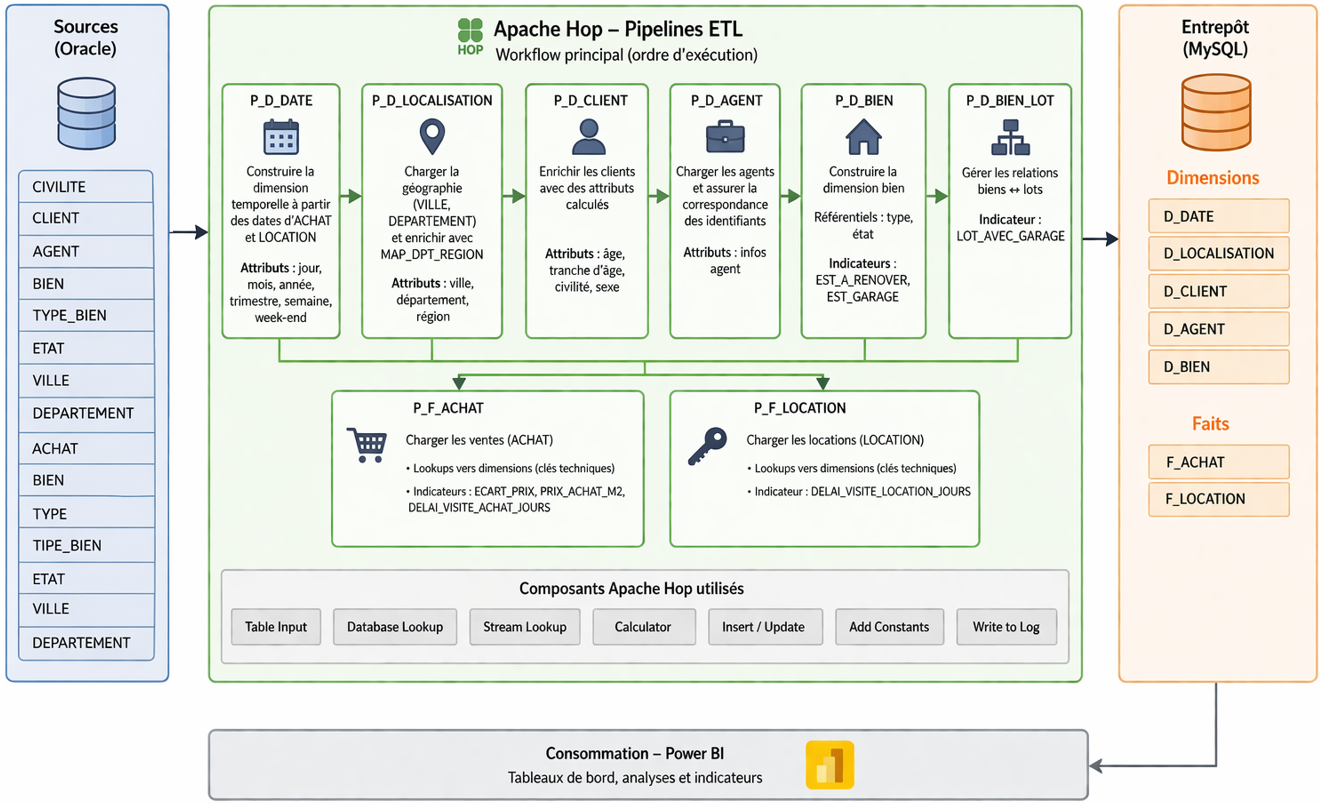 Sources
(Oracle)
CIVILITE
CLIENT
AGENT
BIEN
TYPE_BIEN
ETAT
VILLE
DEPARTEMENT
ACHAT
BIEN
TYPE
TIPE_BIEN
ETAT
VILLE
DEPARTEMENT
HOP
Apache Hop – Pipelines ETL
Workflow principal (ordre d'exécution)
P_D_DATE
Construire la
dimension
temporelle à partir
des dates d'ACHAT
et LOCATION
Attributs : jour,
mois, année,
trimestre, semaine,
week-end
P_D_LOCALISATION
Charger la
géographie
(VILLE,
DEPARTEMENT)
et enrichir avec
MAP_DPT_REGION
Attributs : ville,
département,
région
P_D_CLIENT
Enrichir les clients
avec des attributs
calculés
Attributs : âge,
tranche d'âge,
civilité, sexe
P_D_AGENT
Charger les agents
et assurer la
correspondance
des identifiants
Attributs : infos
agent
P_D_BIEN
Construire la
dimension bien
Référentiels : type,
état
Indicateurs :
EST_A_RENOVER,
EST_GARAGE
P_D_BIEN_LOT
Gérer les relations
biens ↔ lots
Indicateur :
LOT_AVEC_GARAGE
P_F_ACHAT
Charger les ventes (ACHAT)
• Lookups vers dimensions (clés techniques)
• Indicateurs : ECART_PRIX, PRIX_ACHAT_M2,
DELAI_VISITE_ACHAT_JOURS
P_F_LOCATION
Charger les locations (LOCATION)
• Lookups vers dimensions (clés techniques)
• Indicateur : DELAI_VISITE_LOCATION_JOURS
Composants Apache Hop utilisés
Table Input
Database Lookup
Stream Lookup
Calculator
Insert / Update
Add Constants
Write to Log
Entrepôt
(MySQL)
Dimensions
D_DATE
D_LOCALISATION
D_CLIENT
D_AGENT
D_BIEN
Faits
F_ACHAT
F_LOCATION
Consommation – Power BI
Tableaux de bord, analyses et indicateurs